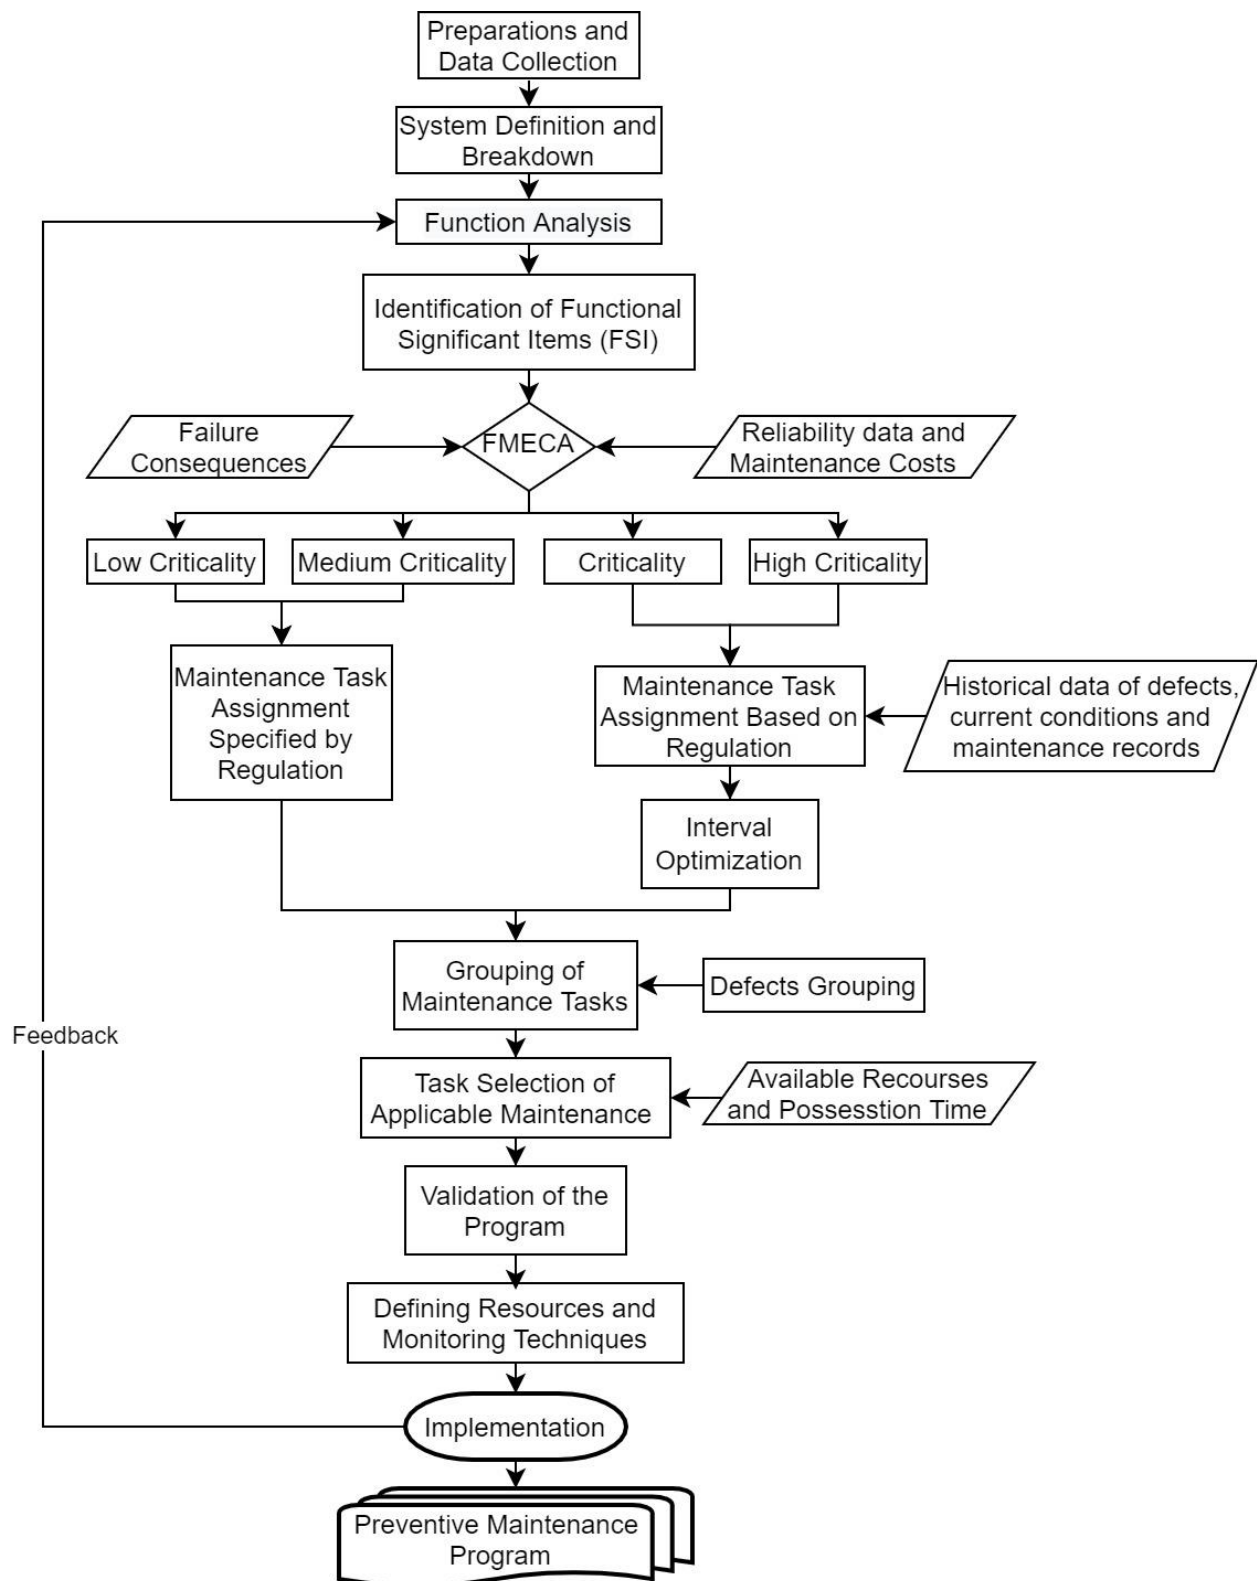 Preparations and
Data Collection
System Definition and
Breakdown
Function Analysis
Identification of Functional
Significant Items (FSI)
Failure
Consequences
FMECA
Reliability data and
Maintenance Costs
Low Criticality
Medium Criticality
Criticality
High Criticality
Maintenance Task
Assignment
Specified by
Regulation
Maintenance Task
Assignment Based on
Regulation
Historical data of defects,
current conditions and
maintenance records
Interval
Optimization
Grouping of
Maintenance Tasks
Defects Grouping
Feedback
Task Selection of
Applicable Maintenance
Available Recourses
and Possesstion Time
Validation of the
Program
Defining Resources and
Monitoring Techniques
Implementation
Preventive Maintenance
Program